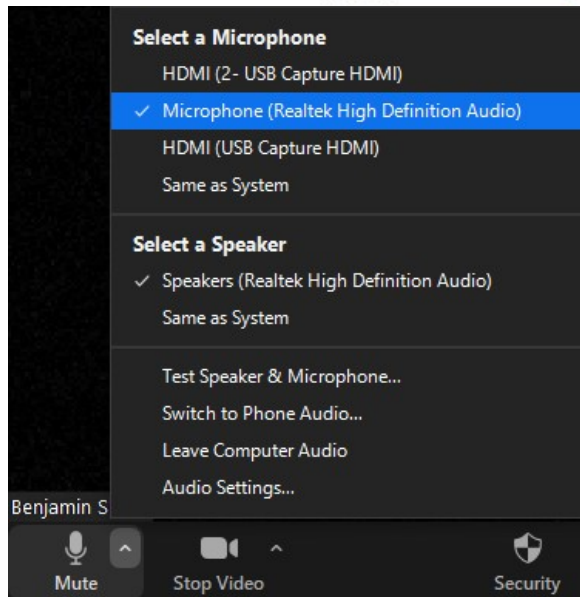 Select a Microphone
HDMI (2- USB Capture HDMI)
Microphone (Realtek High Definition Audio)
HDMI (USB Capture HDMI)
Same as System
Select a Speaker
Speakers (Realtek High Definition Audio)
Same as System
Test Speaker & Microphone...
Switch to Phone Audio...
Leave Computer Audio
Audio Settings...
Benjamin S
Mute
Stop Video
Security